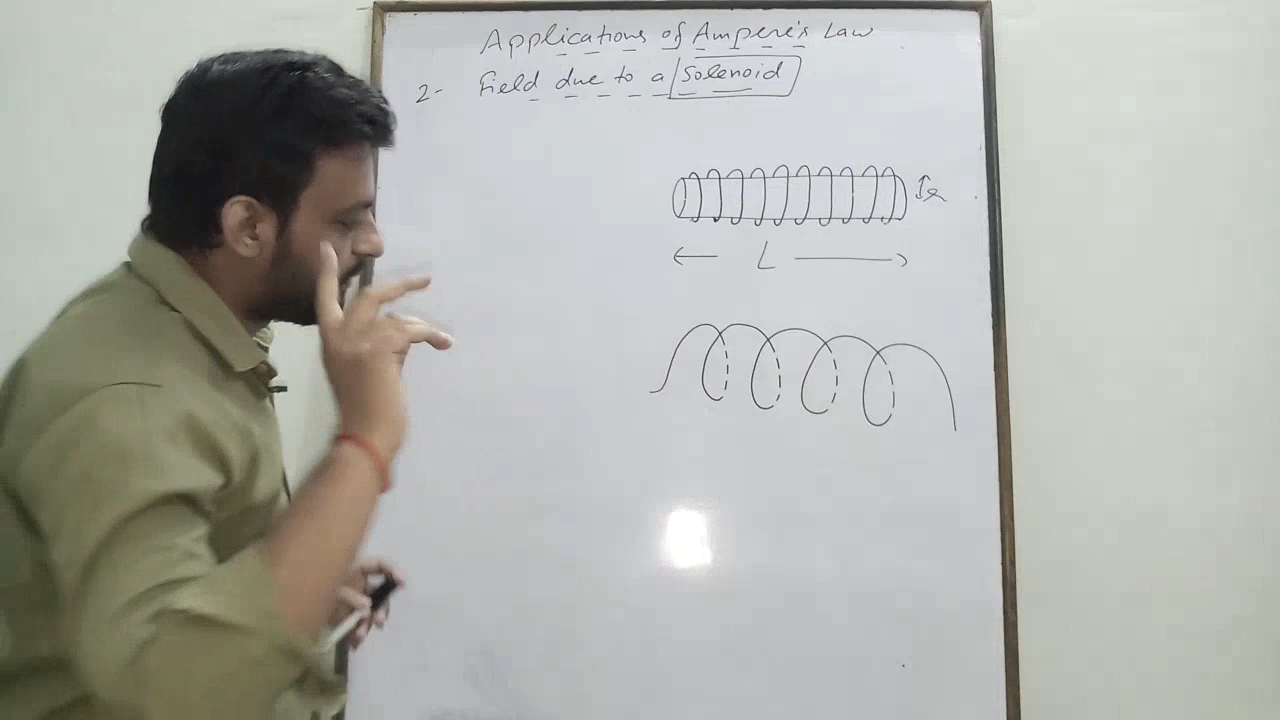 Applications of Ampere's Law
2- Field due to a Solenoid
L